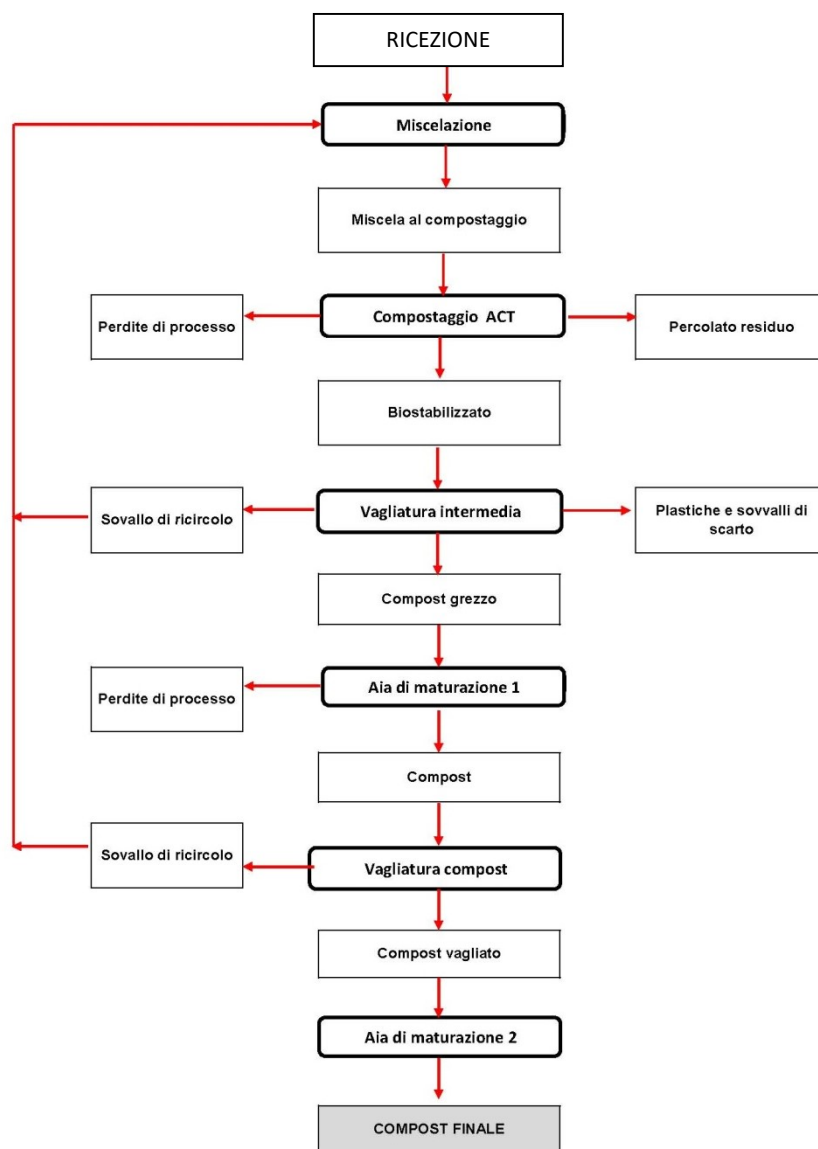 RICEZIONE
Miscelazione
Miscela al compostaggio
Perdite di processo
Compostaggio ACT
Percolato residuo
Biostabilizzato
Sovallo di ricircolo
Vagliatura intermedia
Plastiche e sovvalli di
scarto
Compost grezzo
Perdite di processo
Aia di maturazione 1
Compost
Sovallo di ricircolo
Vagliatura compost
Compost vagliato
Aia di maturazione 2
COMPOST FINALE